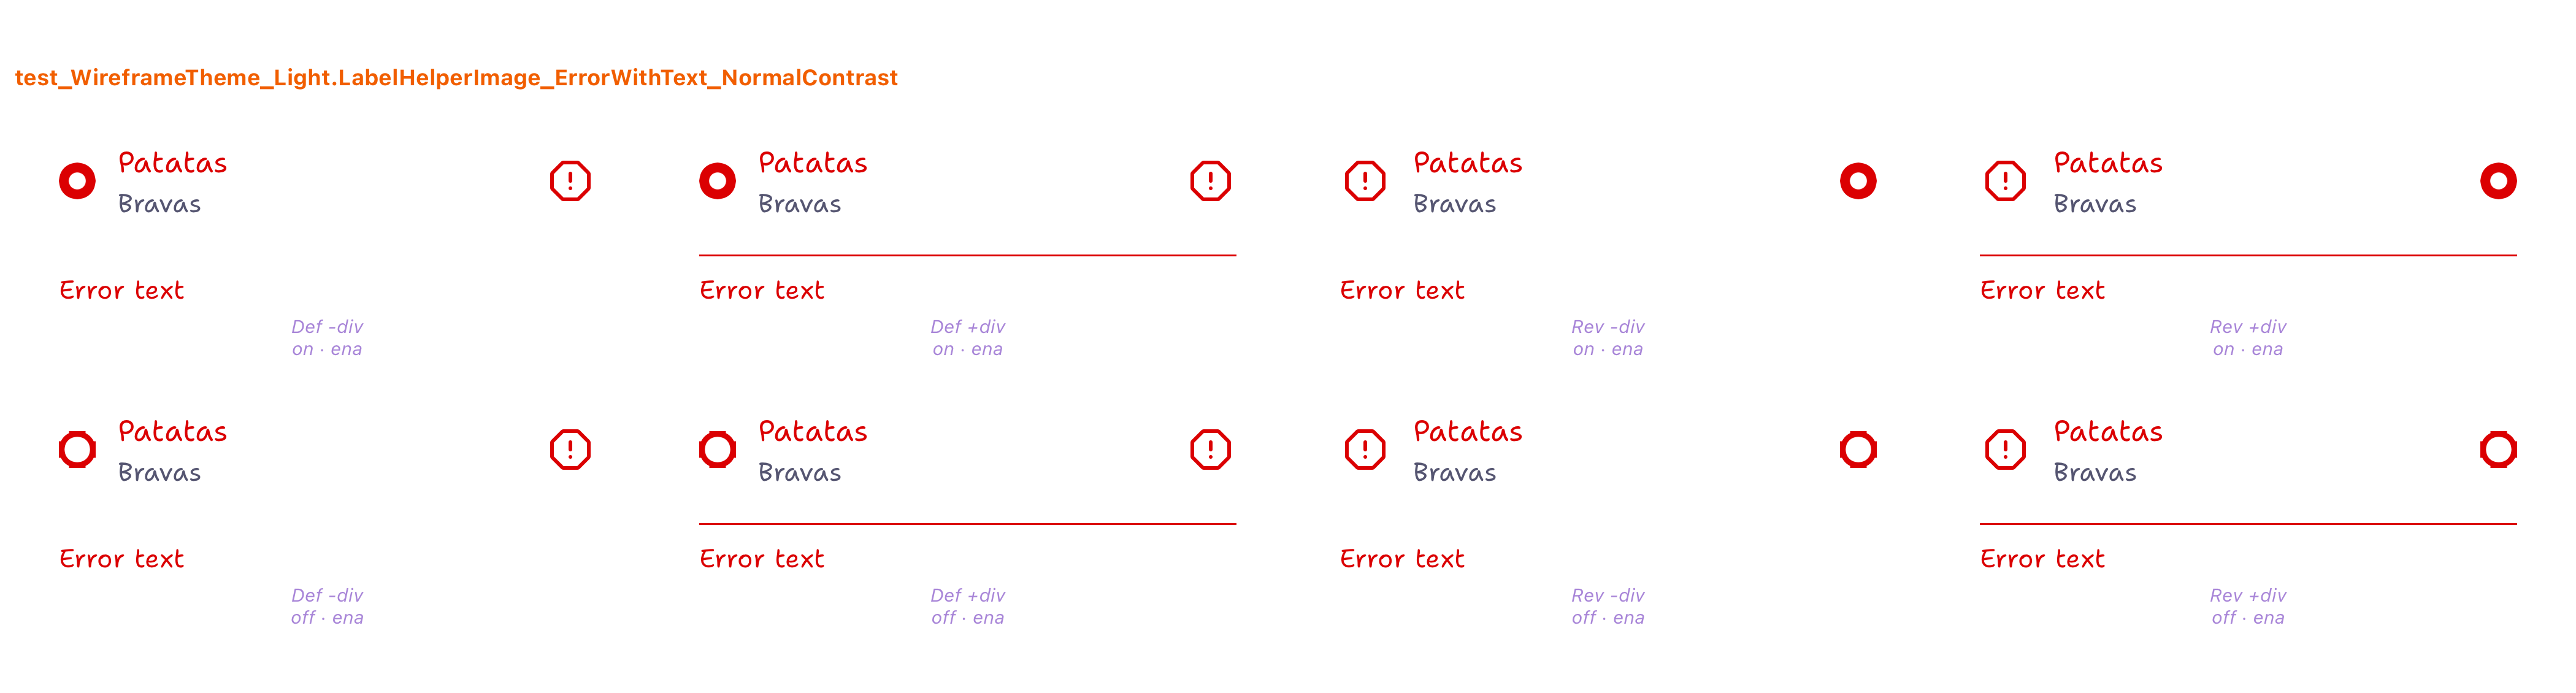 test_WireframeTheme_Light.LabelHelperImage_ErrorWithText_NormalContrast
Patatas
Bravas
Error text
Def -div
on · ena
Patatas
Bravas
Error text
Def +div
on · ena
Patatas
Bravas
Error text
Rev -div
on · ena
Patatas
Bravas
Error text
Rev +div
on · ena
Patatas
Bravas
Error text
Def -div
off · ena
Patatas
Bravas
Error text
Def +div
off · ena
Patatas
Bravas
Error text
Rev -div
off · ena
Patatas
Bravas
Error text
Rev +div
off · ena